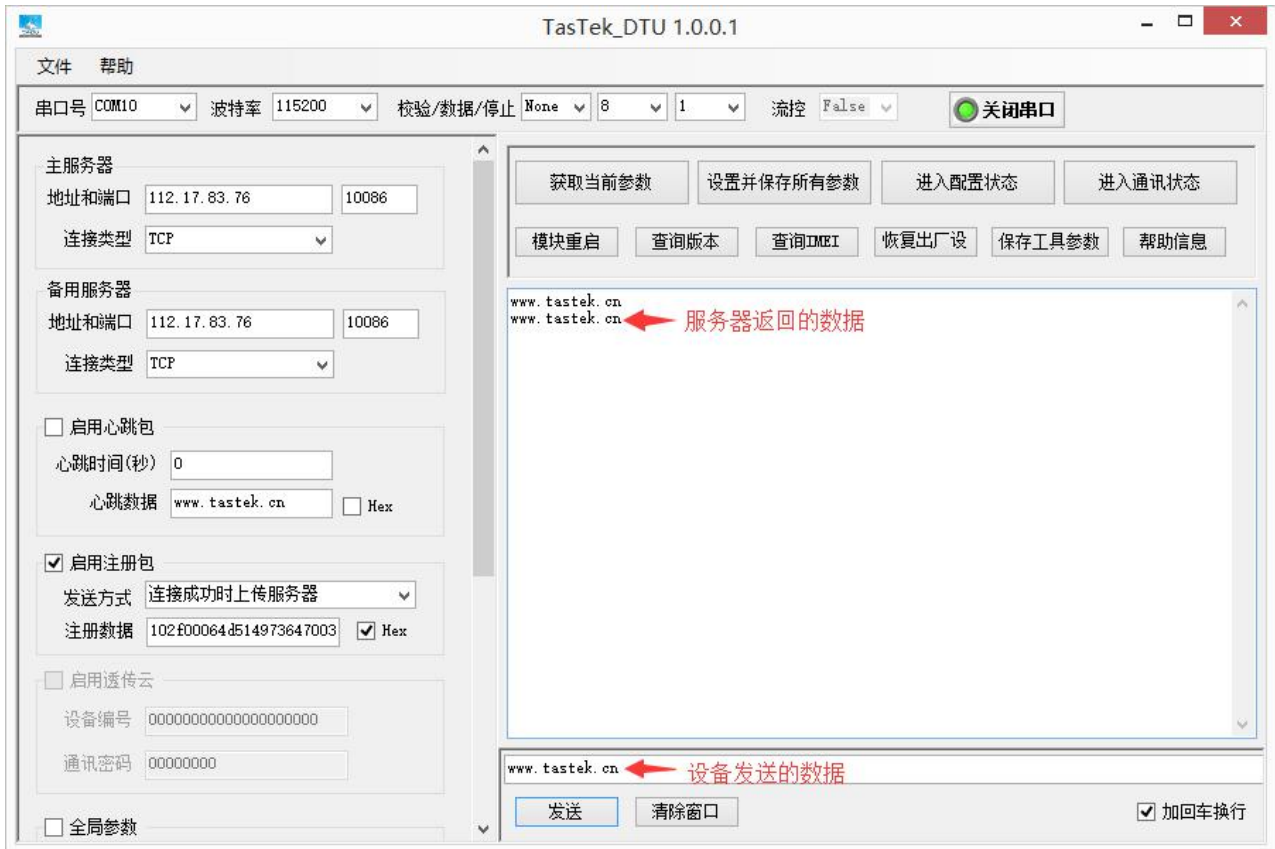 TasTek_DTU 1.0.0.1
文件 帮助
串口号 COM10 波特率 115200 校验/数据/停止 None 8 1 流控 False 关闭串口
主服务器
地址和端口 112.17.83.76 10086
连接类型 TCP
备用服务器
地址和端口 112.17.83.76 10086
连接类型 TCP
启用心跳包
心跳时间(秒) 0
心跳数据 www.tastek.cn Hex
启用注册包
发送方式 连接成功时上传服务器
注册数据 102f00064d514973647003 Hex
启用透传云
设备编号 00000000000000000000
通讯密码 00000000
全局参数
获取当前参数 设置并保存所有参数 进入配置状态 进入通讯状态
模块重启 查询版本 查询IMEI 恢复出厂设 保存工具参数 帮助信息
www.tastek.cn
www.tastek.cn 服务器返回的数据
www.tastek.cn 设备发送的数据
发送 清除窗口 加回车换行